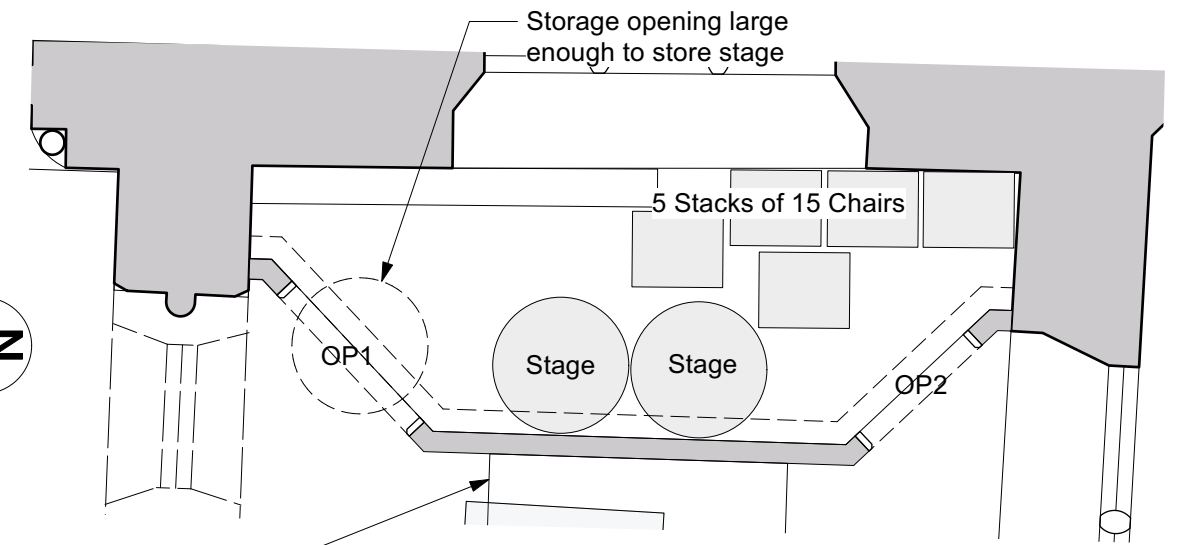 Storage opening large
enough to store stage
5 Stacks of 15 Chairs
N
OP1
Stage
Stage
OP2